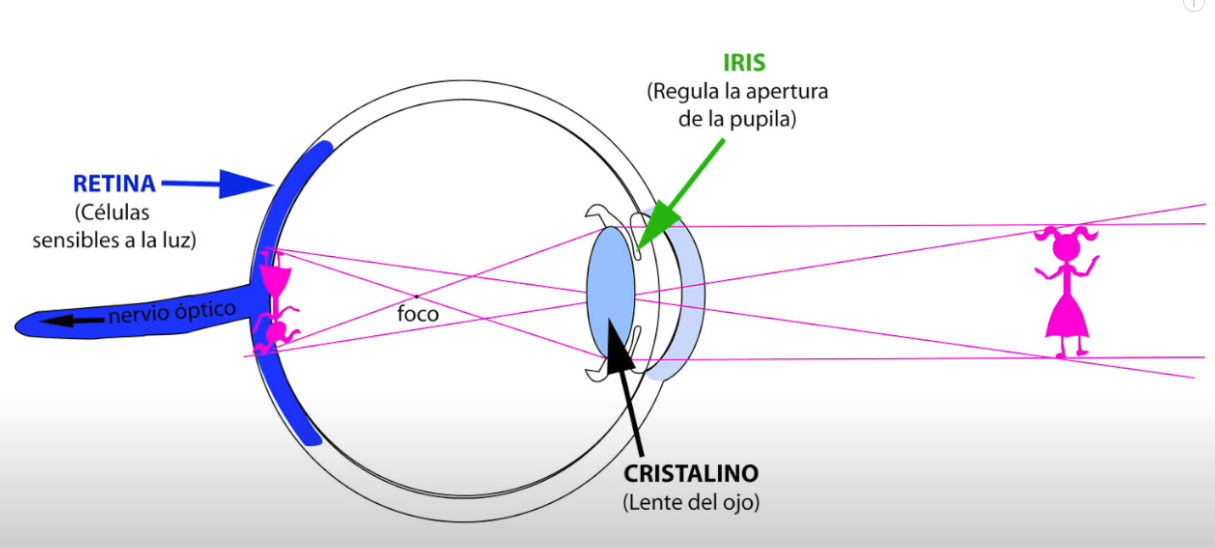 IRIS
(Regula la apertura
de la pupila)
RETINA
(Células
sensibles a la luz)
nervio óptico
foco
CRISTALINO
(Lente del ojo)